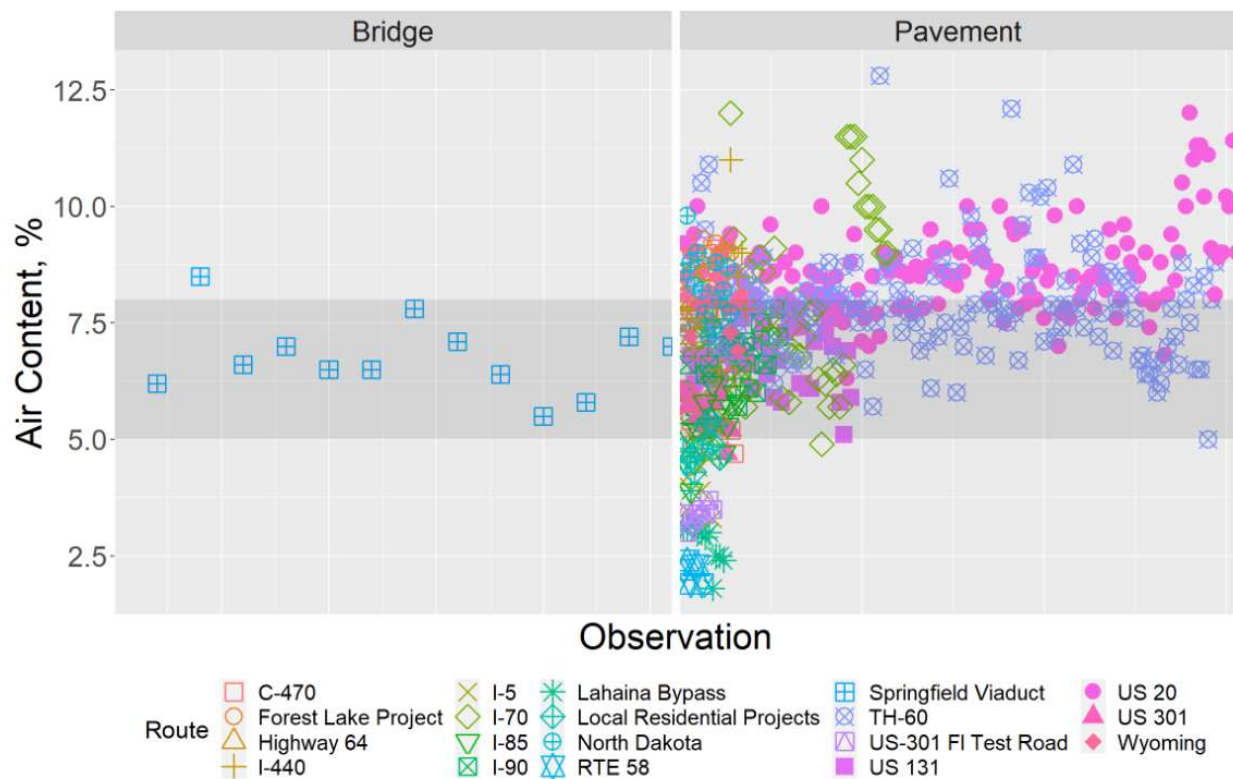 Bridge
Pavement
Air Content, %
12.5
10.0
7.5
5.0
2.5
Observation
Route
C-470
Forest Lake Project
Highway 64
I-440
I-5
I-70
I-85
I-90
Lahaina Bypass
Local Residential Projects
North Dakota
RTE 58
Springfield Viaduct
TH-60
US-301 Fl Test Road
US 131
US 20
US 301
Wyoming